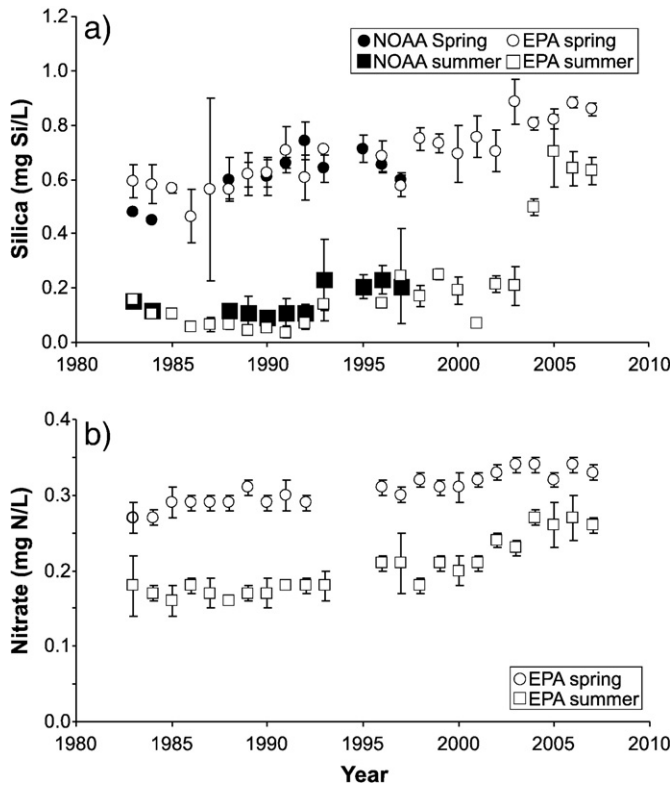 a)
NOAA Spring EPA spring
NOAA summer EPA summer
Silica (mg Si/L)
1.2
1.0
0.8
0.6
0.4
0.2
0.0
1980 1985 1990 1995 2000 2005 2010
b)
Nitrate (mg N/L)
0.4
0.3
0.2
0.1
0.0
EPA spring
EPA summer
1980 1985 1990 1995 2000 2005 2010
Year